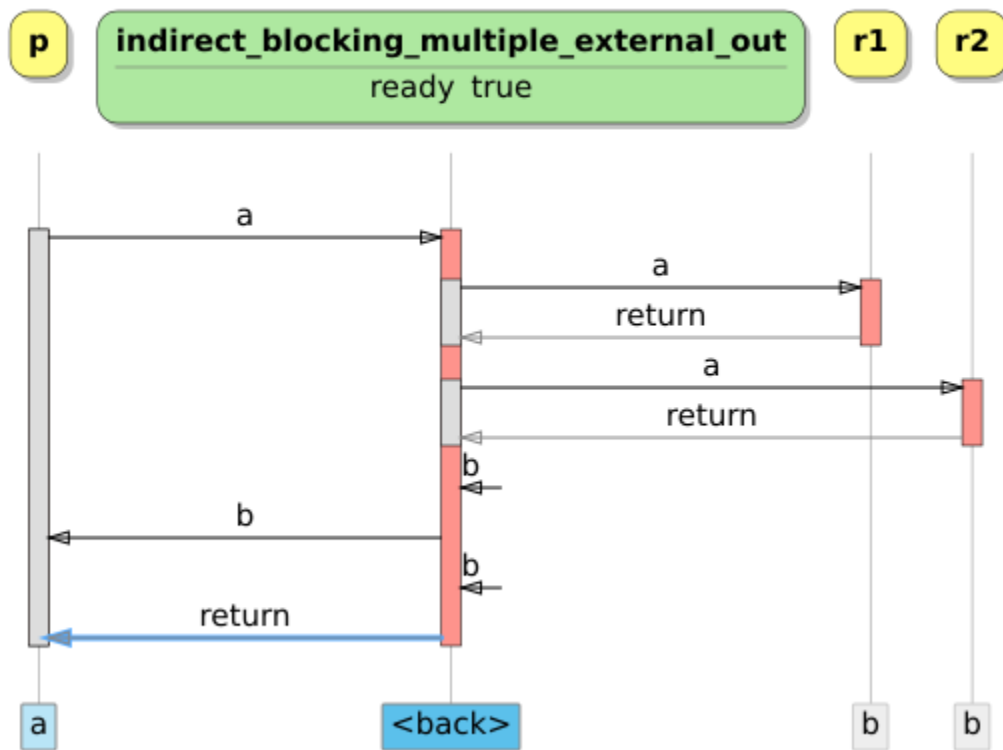 p
indirect_blocking_multiple_external_out
r1
r2
ready true
a
a
return
a
return
b
b
b
return
a
<back>
b
b